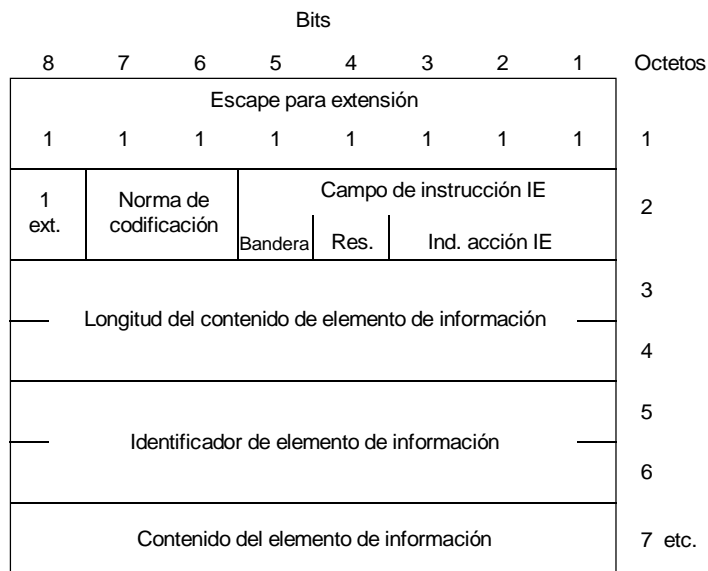 Bits
8 7 6 5 4 3 2 1 Octetos
Escape para extensión
1 1 1 1 1 1 1 1 1
1 Norma de Campo de instrucción IE
ext. codificación 2
Bandera Res. Ind. acción IE
3
Longitud del contenido de elemento de información
4
5
Identificador de elemento de información
6
Contenido del elemento de información 7 etc.